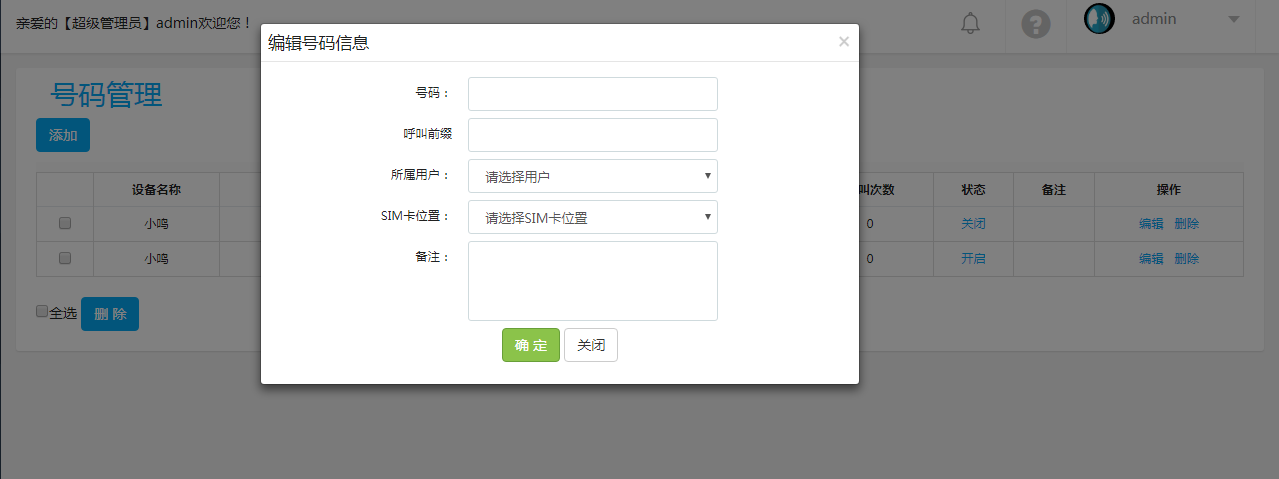 亲爱的【超级管理员】admin欢迎您！
admin
号码管理
添加
编辑号码信息
×
号码：
呼叫前缀
所属用户：
请选择用户
SIM卡位置：
请选择SIM卡位置
备注：
确 定
关闭
设备名称
叫次数
状态
备注
操作
小鸣
0
关闭
编辑 删除
小鸣
0
开启
编辑 删除
全选
删 除